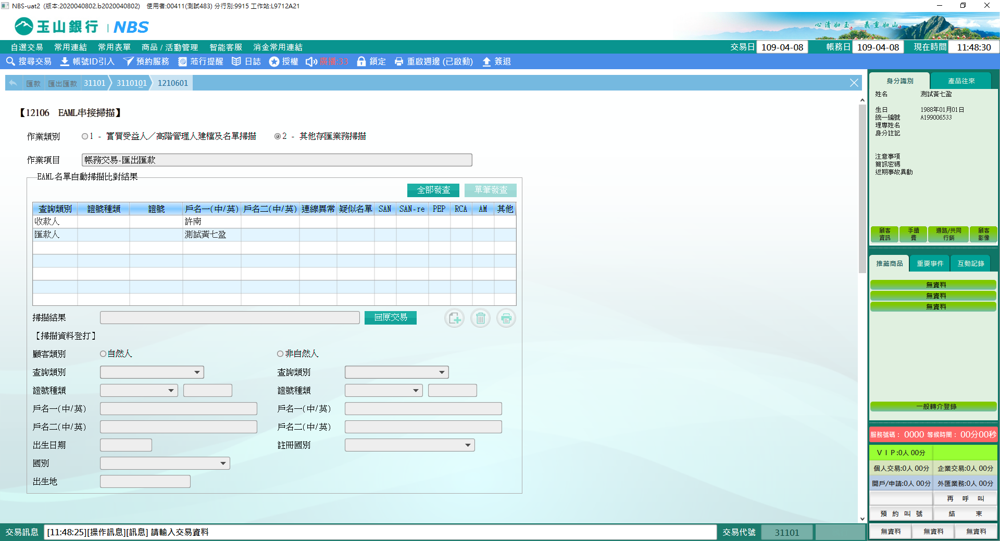 NBS-uat2 (版本:2020040802.b2020040802) 使用者:00411(測試483) 分行別:9915 工作站:L9712A21
玉山銀行 | NBS
心清如玉 義重如山
自選交易 常用連結 常用表單 商品 / 活動管理 智能客服 消金常用連結 交易日 109-04-08 帳務日 109-04-08 現在時間 11:48:30
搜尋交易 帳號ID引入 預約服務 蒞行提醒 日誌 授權 廣播:33 鎖定 重啟週邊 (已啟動) 簽退
匯款 匯出匯款 31101 3110101 1210601
【12106 EAML串接掃描】
作業類別 1 - 實質受益人／高階管理人建檔及名單掃描 2 - 其他存匯業務掃描
作業項目 帳務交易-匯出匯款
EAML名單自動掃描比對結果
全部發查 單筆發查
查詢類別 證號種類 證號 戶名一(中/英) 戶名二(中/英) 連線異常 疑似名單 SAN SAN-re PEP RCA AM 其他
收款人 許南
匯款人 測試黃七盈
掃描結果 回原交易
【掃描資料登打】
顧客類別 自然人 非自然人
查詢類別 查詢類別
證號種類 證號種類
戶名一(中/英) 戶名一(中/英)
戶名二(中/英) 戶名二(中/英)
出生日期 註冊國別
國別
出生地
交易訊息 [11:48:25][操作訊息][訊息] 請輸入交易資料 交易代號 31101
身分識別 產品往來
姓名 測試黃七盈
生日 1988年01月01日
統一編號 A199006533
理專姓名
身分註記
注意事項
簡訊密碼
近期事故異動
顧客資訊 手續費 通路/共同行銷 顧客影像
推薦商品 重要事件 互動記錄
無資料
無資料
無資料
一般轉介登錄
服務號碼： 0000 等候時間： 00分00秒
ＶＩＰ:0人 00分
個人交易:0人 00分 企業交易:0人 00分
開戶/申請:0人 00分 外匯業務:0人 00分
再 呼 叫
預 約 叫 號 結 束
無資料 無資料 無資料